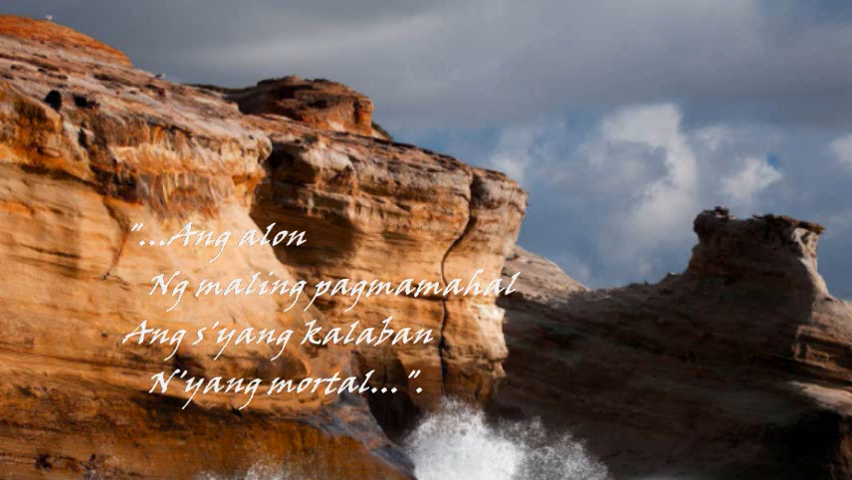 "...Ang alon
Ng maling pagmamahal
Ang s'yang kalaban
N'yang mortal... ".